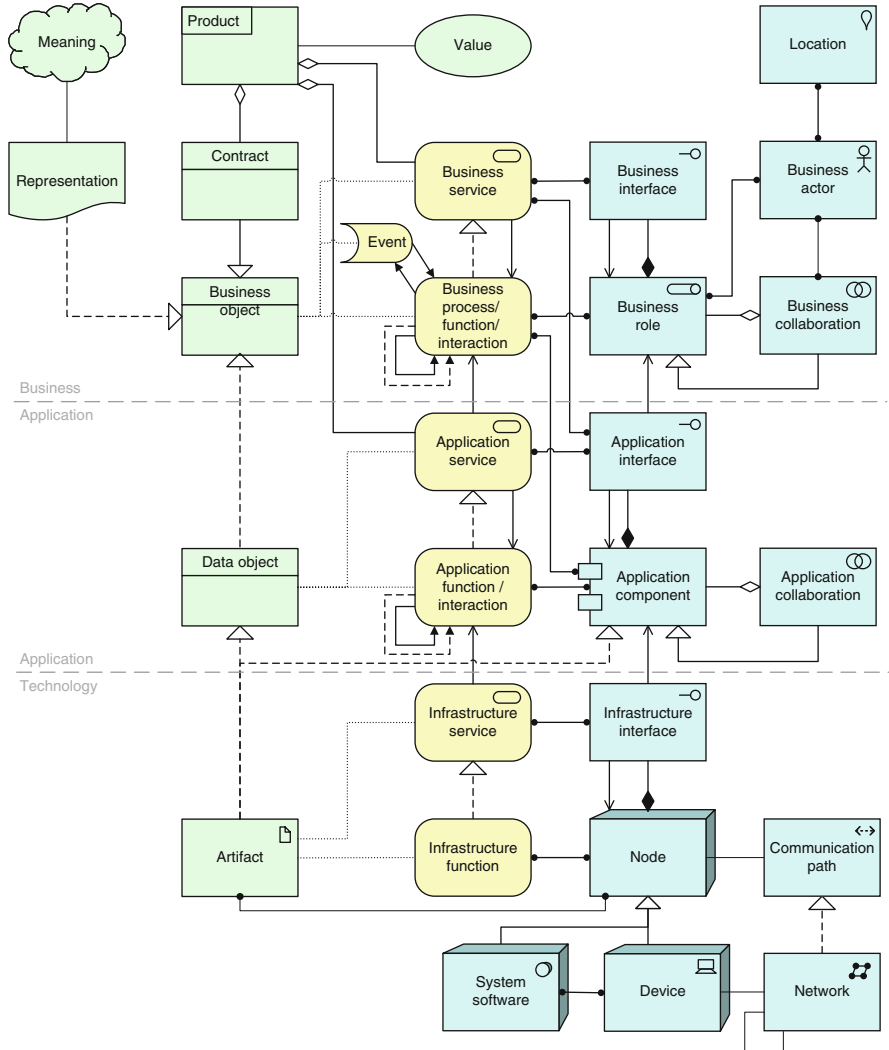 Meaning
Product
Value
Location
Representation
Contract
Business
service
Business
interface
Business
actor
Event
Business
object
Business
process/
function/
interaction
Business
role
Business
collaboration
Business
Application
Application
service
Application
interface
Data object
Application
function /
interaction
Application
component
Application
collaboration
Application
Technology
Infrastructure
service
Infrastructure
interface
Artifact
Infrastructure
function
Node
Communication
path
System
software
Device
Network